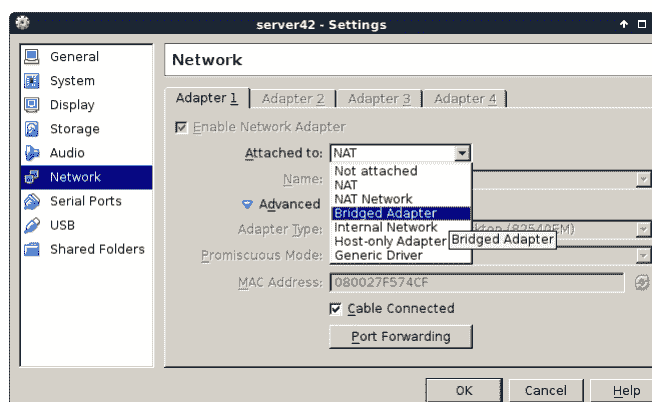 server42 - Settings
General
System
Display
Storage
Audio
Network
Serial Ports
USB
Shared Folders
Network
Adapter 1 Adapter 2 Adapter 3 Adapter 4
Enable Network Adapter
Attached to: NAT
Not attached
NAT
NAT Network
Bridged Adapter
Internal Network
Host-only Adapter
Generic Driver
Bridged Adapter
Name:
Advanced
Adapter Type: (82540EM)
Promiscuous Mode:
MAC Address: 080027F574CF
Cable Connected
Port Forwarding
OK Cancel Help